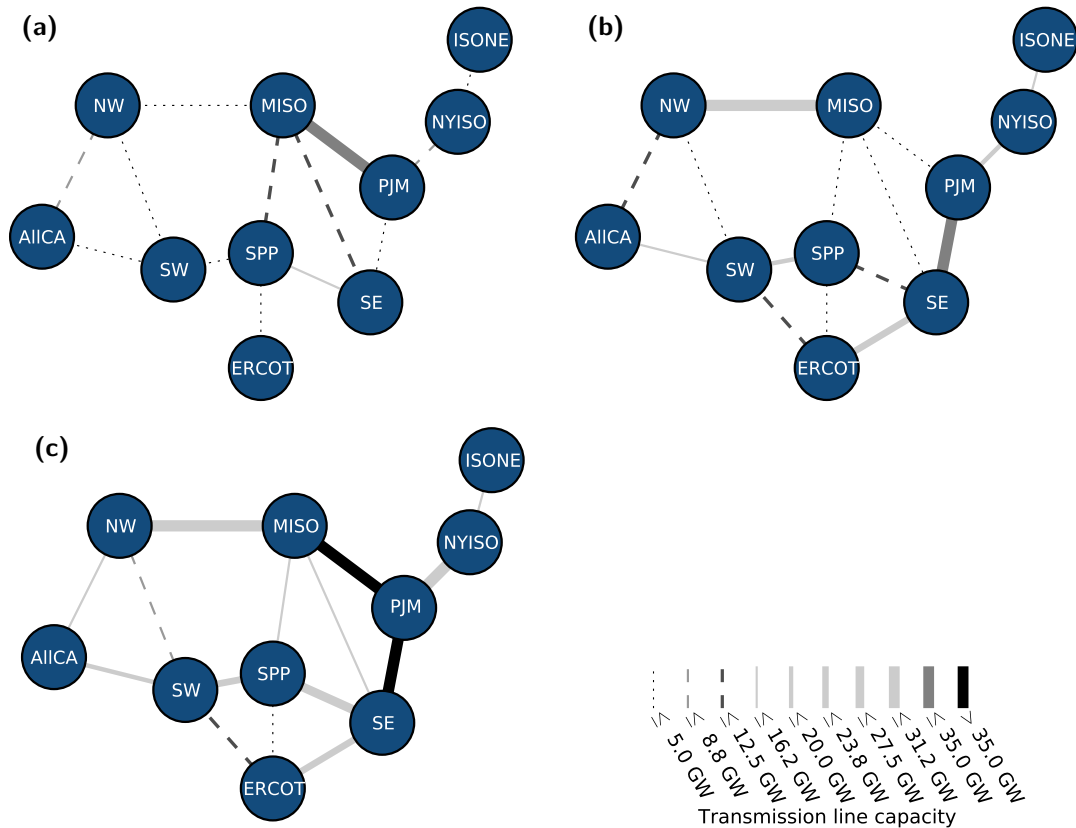 (a)
ISONE
NW
MISO
NYISO
PJM
AllCA
SW
SPP
SE
ERCOT
(b)
ISONE
NW
MISO
NYISO
PJM
AllCA
SW
SPP
SE
ERCOT
(c)
ISONE
NW
MISO
NYISO
PJM
AllCA
SW
SPP
SE
ERCOT
≤ 5.0 GW
≤ 8.8 GW
≤ 12.5 GW
≤ 16.2 GW
≤ 20.0 GW
≤ 23.8 GW
≤ 27.5 GW
≤ 31.2 GW
≤ 35.0 GW
> 35.0 GW
Transmission line capacity